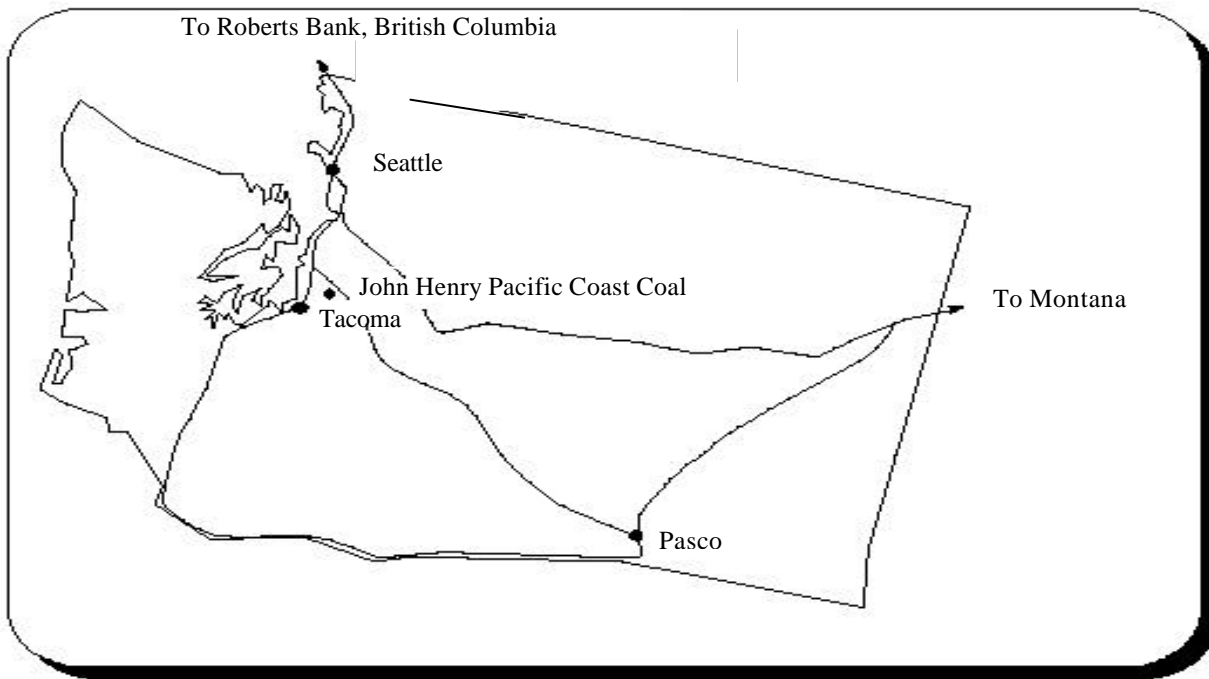 To Roberts Bank, British Columbia
Seattle
John Henry Pacific Coast Coal
To Montana
Tacoma
Pasco